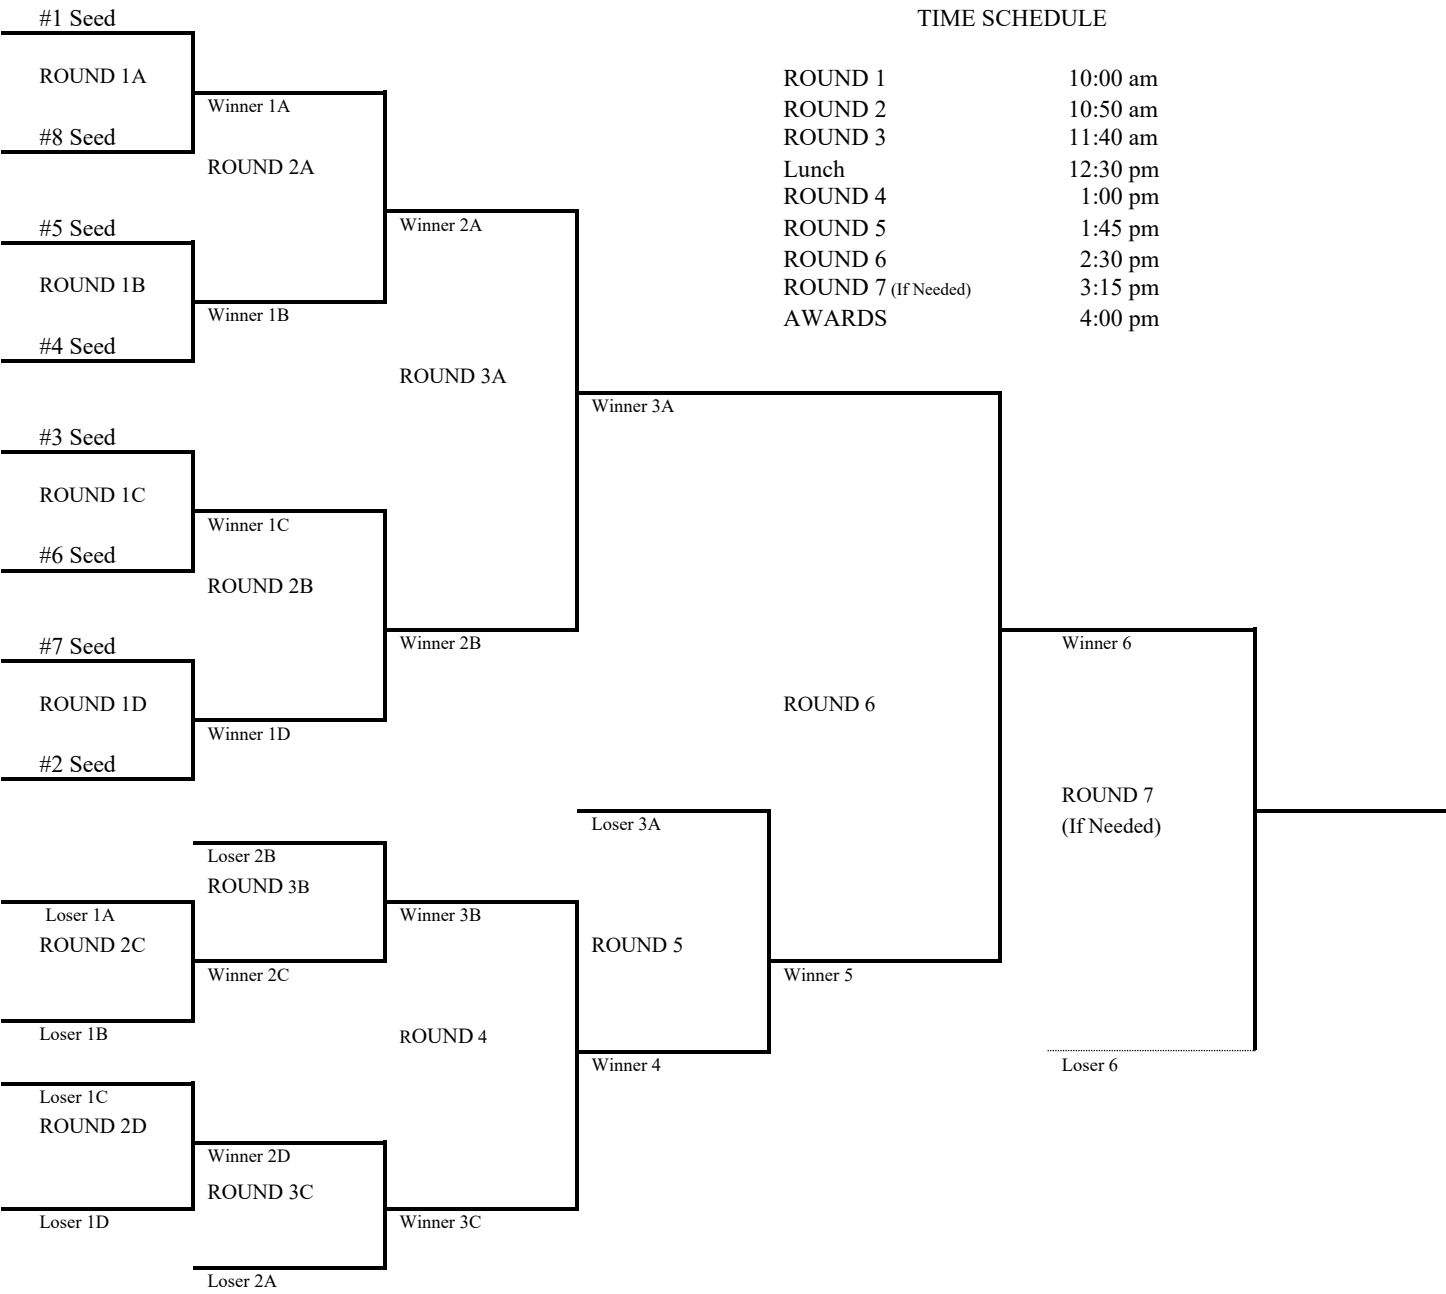 #1 Seed
TIME SCHEDULE
ROUND 1A
ROUND 1 10:00 am
Winner 1A
ROUND 2 10:50 am
#8 Seed
ROUND 3 11:40 am
ROUND 2A
Lunch 12:30 pm
ROUND 4 1:00 pm
#5 Seed
Winner 2A
ROUND 5 1:45 pm
ROUND 6 2:30 pm
ROUND 1B
ROUND 7 (If Needed) 3:15 pm
Winner 1B
AWARDS 4:00 pm
#4 Seed
ROUND 3A
Winner 3A
#3 Seed
ROUND 1C
Winner 1C
#6 Seed
ROUND 2B
#7 Seed
Winner 2B
Winner 6
ROUND 1D
ROUND 6
Winner 1D
#2 Seed
ROUND 7
(If Needed)
Loser 3A
Loser 2B
ROUND 3B
Loser 1A
Winner 3B
ROUND 2C
ROUND 5
Winner 2C
Winner 5
Loser 1B
ROUND 4
Winner 4
Loser 6
Loser 1C
ROUND 2D
Winner 2D
ROUND 3C
Loser 1D
Winner 3C
Loser 2A